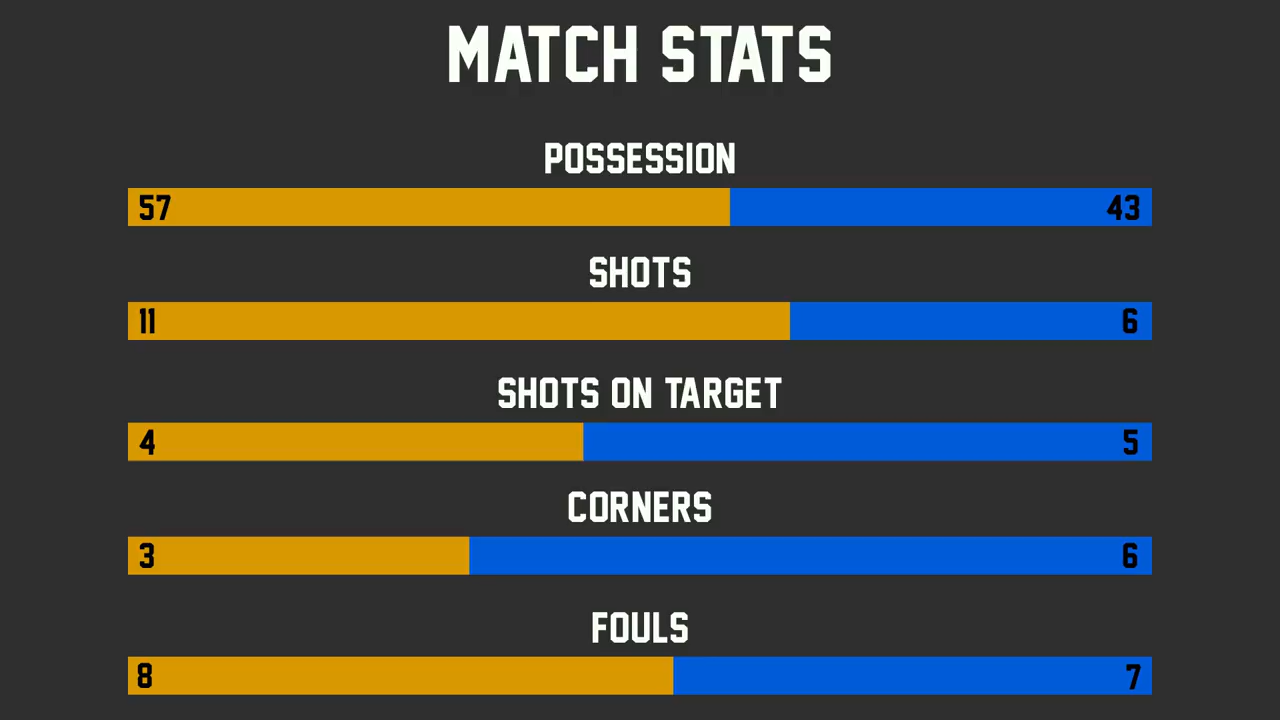 MATCH STATS
POSSESSION
57 43
SHOTS
11 6
SHOTS ON TARGET
4 5
CORNERS
3 6
FOULS
8 7